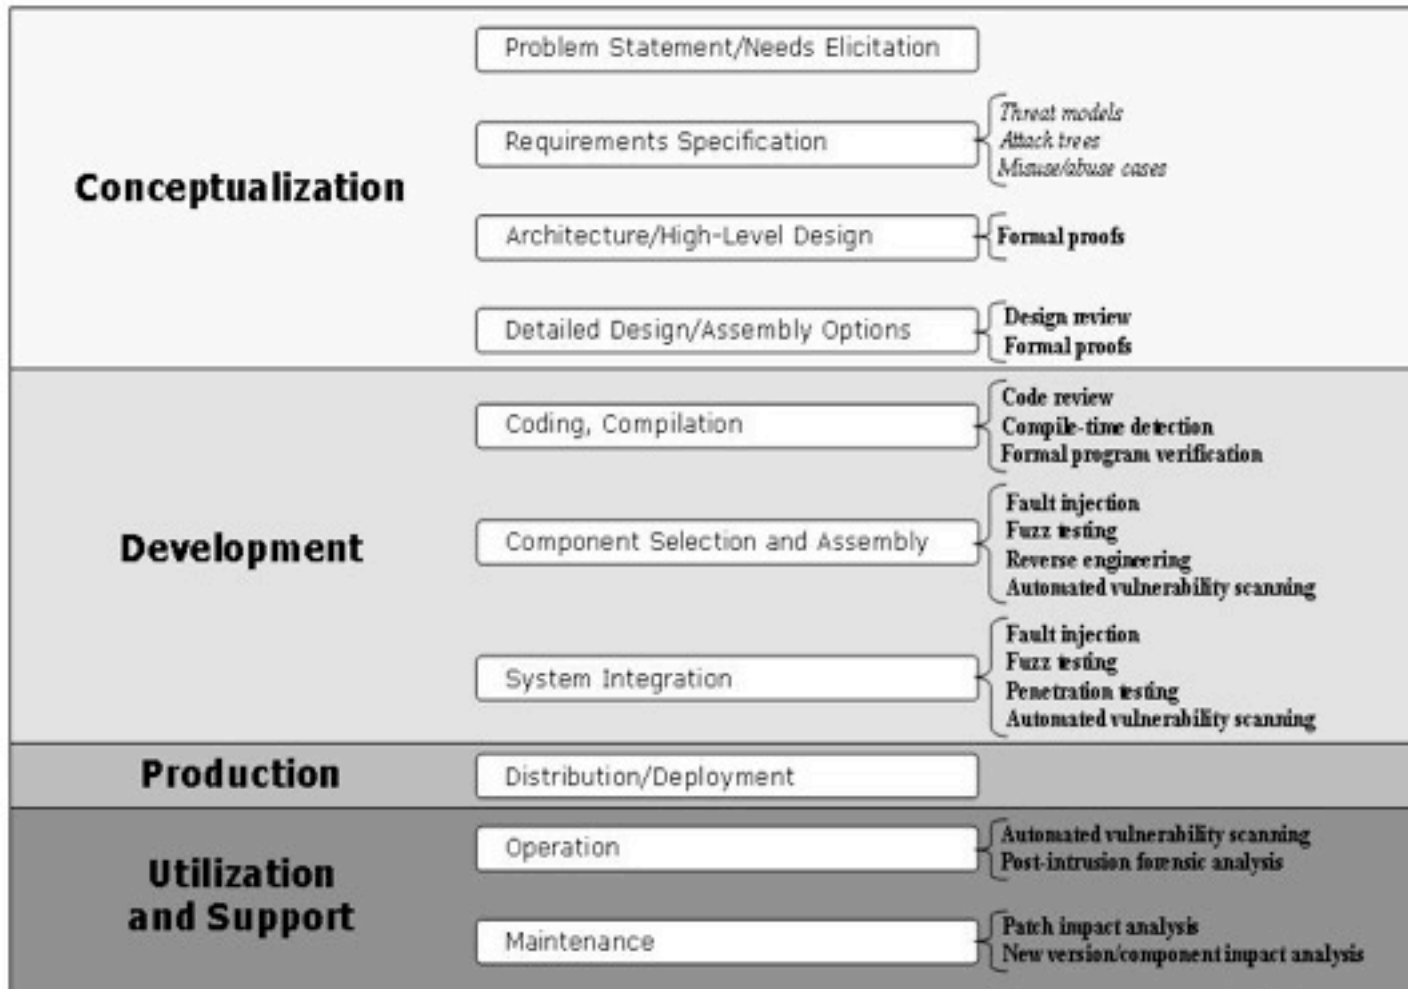 Conceptualization
Problem Statement/Needs Elicitation
Requirements Specification
Threat models
Attack trees
Misuse/abuse cases
Architecture/High-Level Design
Formal proofs
Detailed Design/Assembly Options
Design review
Formal proofs
Development
Coding, Compilation
Code review
Compile-time detection
Formal program verification
Component Selection and Assembly
Fault injection
Fuzz testing
Reverse engineering
Automated vulnerability scanning
System Integration
Fault injection
Fuzz testing
Penetration testing
Automated vulnerability scanning
Production
Distribution/Deployment
Utilization
and Support
Operation
Automated vulnerability scanning
Post-intrusion forensic analysis
Maintenance
Patch impact analysis
New version/component impact analysis